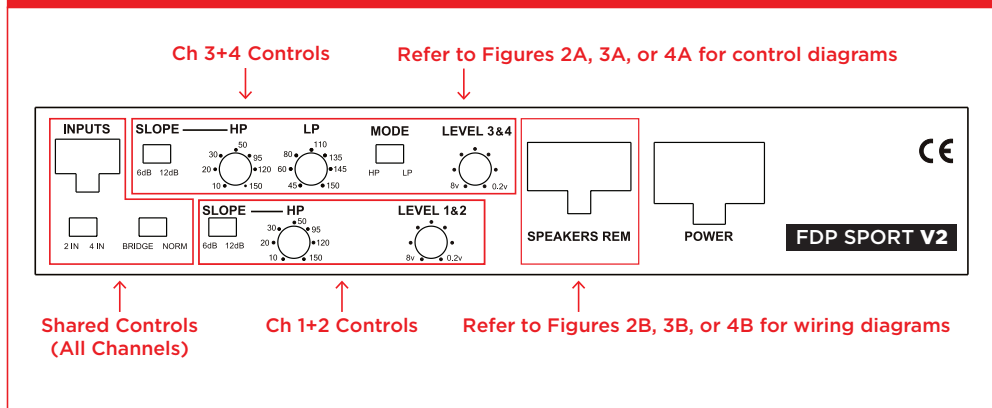 Ch 3+4 Controls
Refer to Figures 2A, 3A, or 4A for control diagrams
INPUTS
2 IN 4 IN
BRIDGE NORM
SLOPE HP
6dB 12dB
10 20 30 50 95 120 150
LP
45 60 80 110 135 145 150
MODE
HP LP
LEVEL 3&4
8v 0.2v
SLOPE HP
6dB 12dB
10 20 30 50 95 120 150
LEVEL 1&2
8v 0.2v
SPEAKERS REM
POWER
CE
FDP SPORT V2
Shared Controls
(All Channels)
Ch 1+2 Controls
Refer to Figures 2B, 3B, or 4B for wiring diagrams